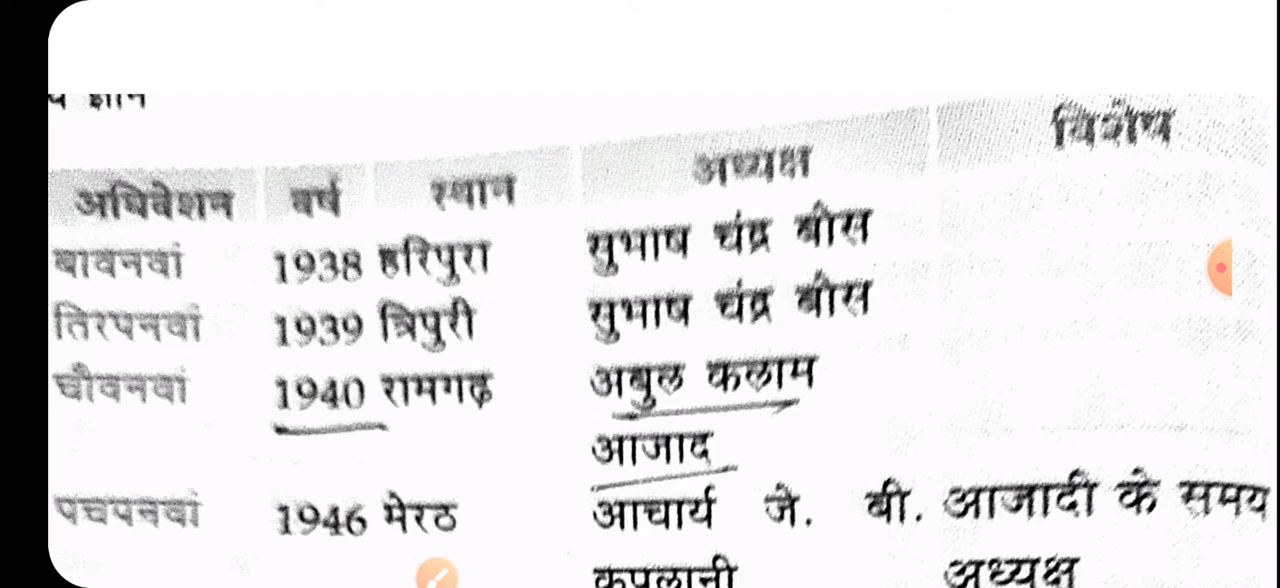 ज्ञान
अधिवेशन वर्ष स्थान अध्यक्ष विशेष
बावनवां 1938 हरिपुरा सुभाष चंद्र बोस
तिरपनवां 1939 त्रिपुरी सुभाष चंद्र बोस
चौवनवां 1940 रामगढ़ अबुल कलाम
आजाद
पचपनवां 1946 मेरठ आचार्य जे. बी. आजादी के समय
कृपलानी अध्यक्ष